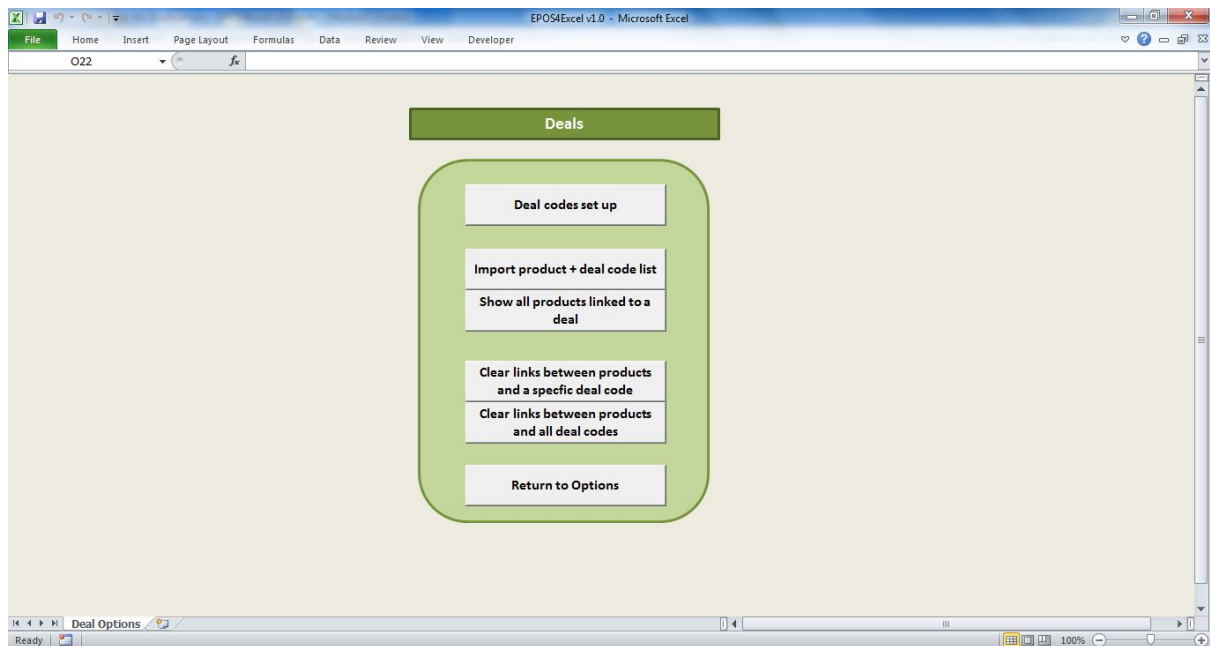 EPOS4Excel v1.0 - Microsoft Excel
File Home Insert Page Layout Formulas Data Review View Developer
O22 fx
Deals
Deal codes set up
Import product + deal code list
Show all products linked to a
deal
Clear links between products
and a specfic deal code
Clear links between products
and all deal codes
Return to Options
Deal Options
Ready 100%